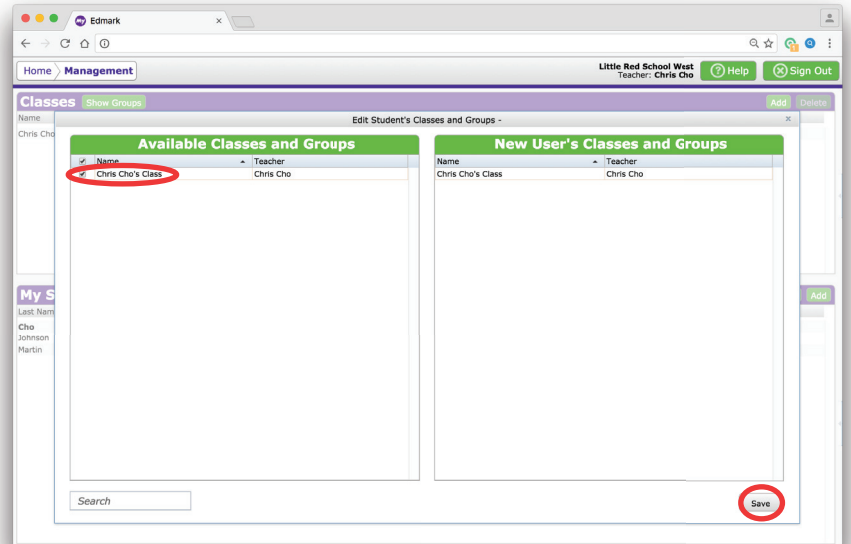 My Edmark
Little Red School West
Home Management Teacher: Chris Cho Help Sign Out
Classes Show Groups Add Delete
Name
Edit Student's Classes and Groups -
Chris Cho
Available Classes and Groups New User's Classes and Groups
Name Teacher Name Teacher
Chris Cho's Class Chris Cho Chris Cho's Class Chris Cho
My S Add
Last Nam
Cho
Johnson
Martin
Search Save